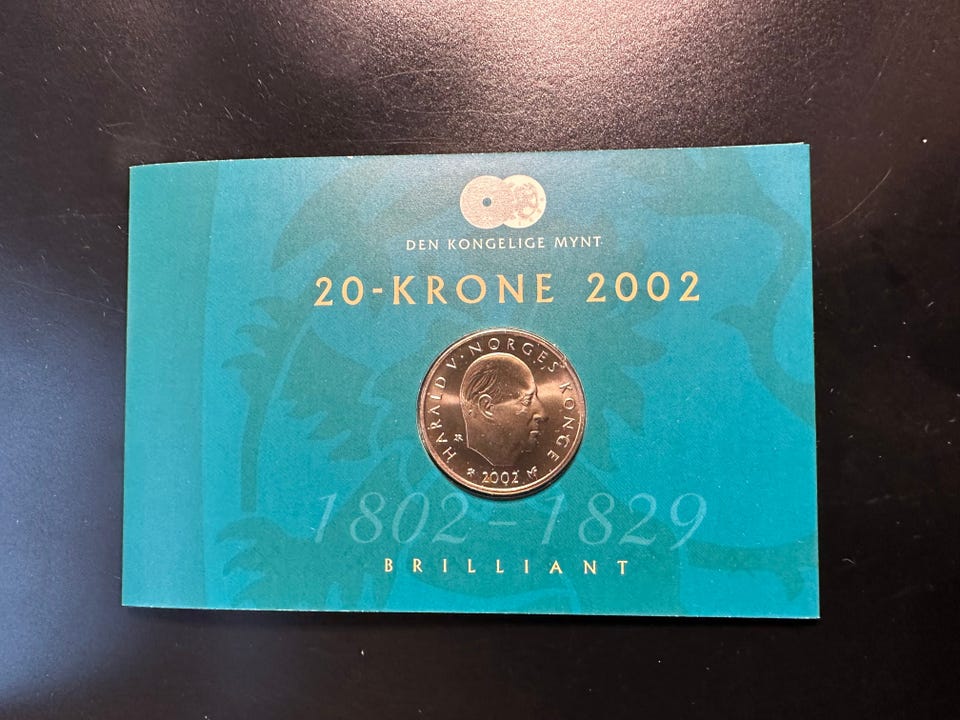 DEN KONGELIGE MYNT
20-KRONE 2002
HARALD V · NORGES KONGE
2002
1802 – 1829
BRILLIANT